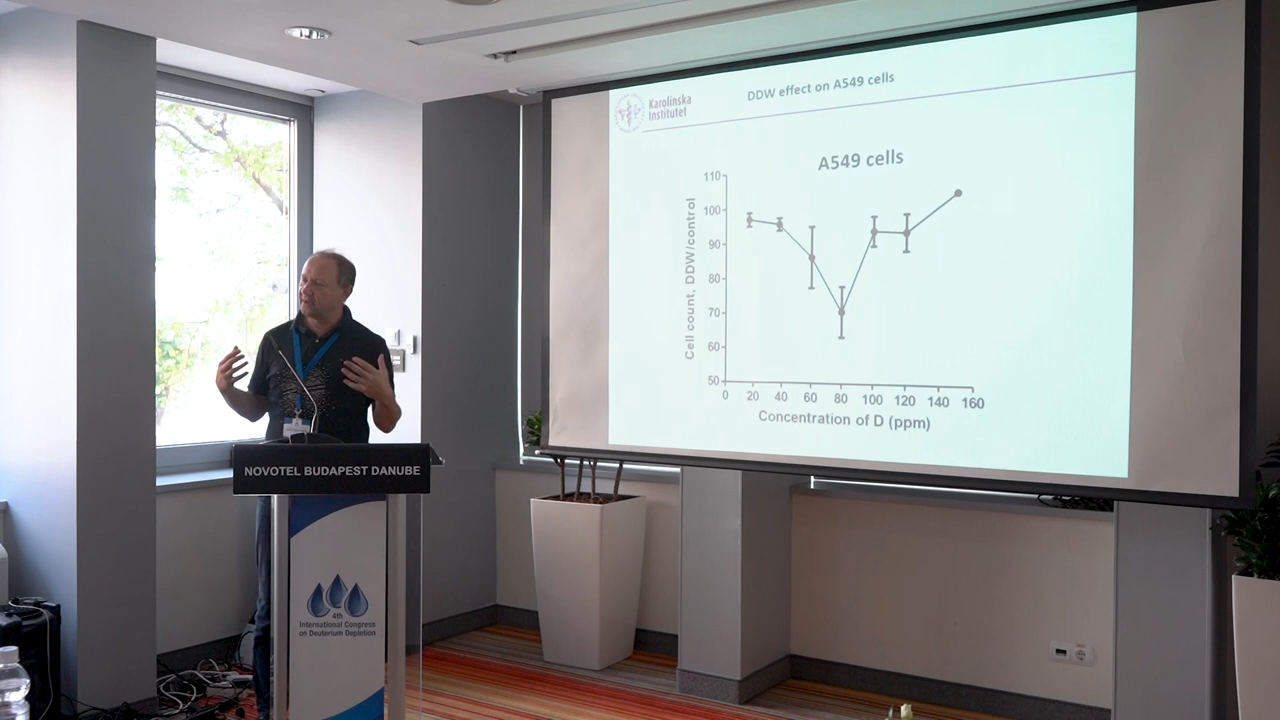 Karolinska
Institutet
DDW effect on A549 cells
A549 cells
Cell count, DDW/control
110
100
90
80
70
60
50
0 20 40 60 80 100 120 140 160
Concentration of D (ppm)
NOVOTEL BUDAPEST DANUBE
4th
International Congress
on Deuterium Depletion